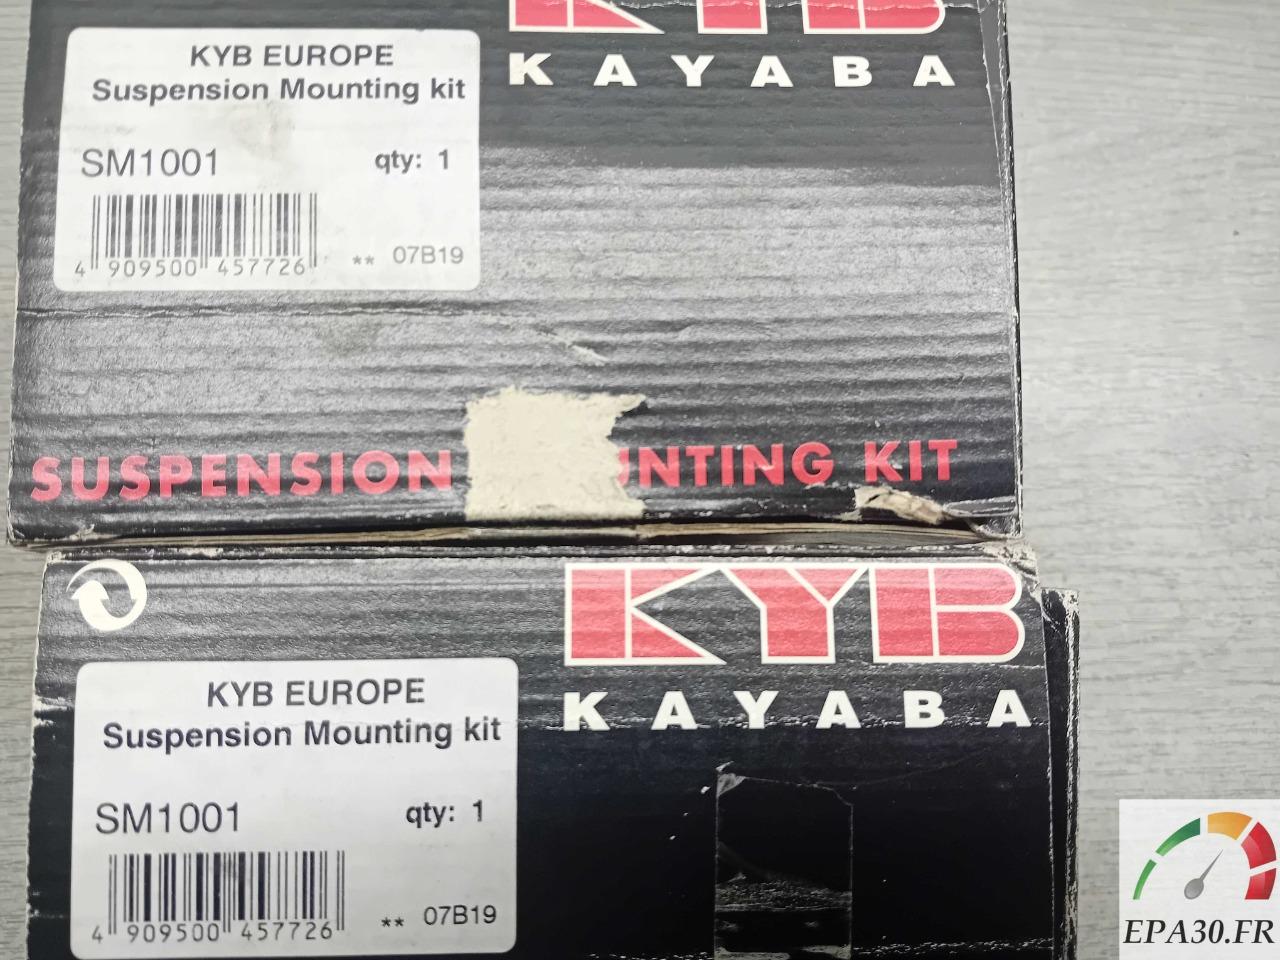 KYB
KAYABA
KYB EUROPE
Suspension Mounting kit
SM1001 qty: 1
4 909500 457726 ** 07B19
SUSPENSION UNTING KIT
KYB
KAYABA
KYB EUROPE
Suspension Mounting kit
SM1001 qty: 1
4 909500 457726 ** 07B19
EPA30.FR